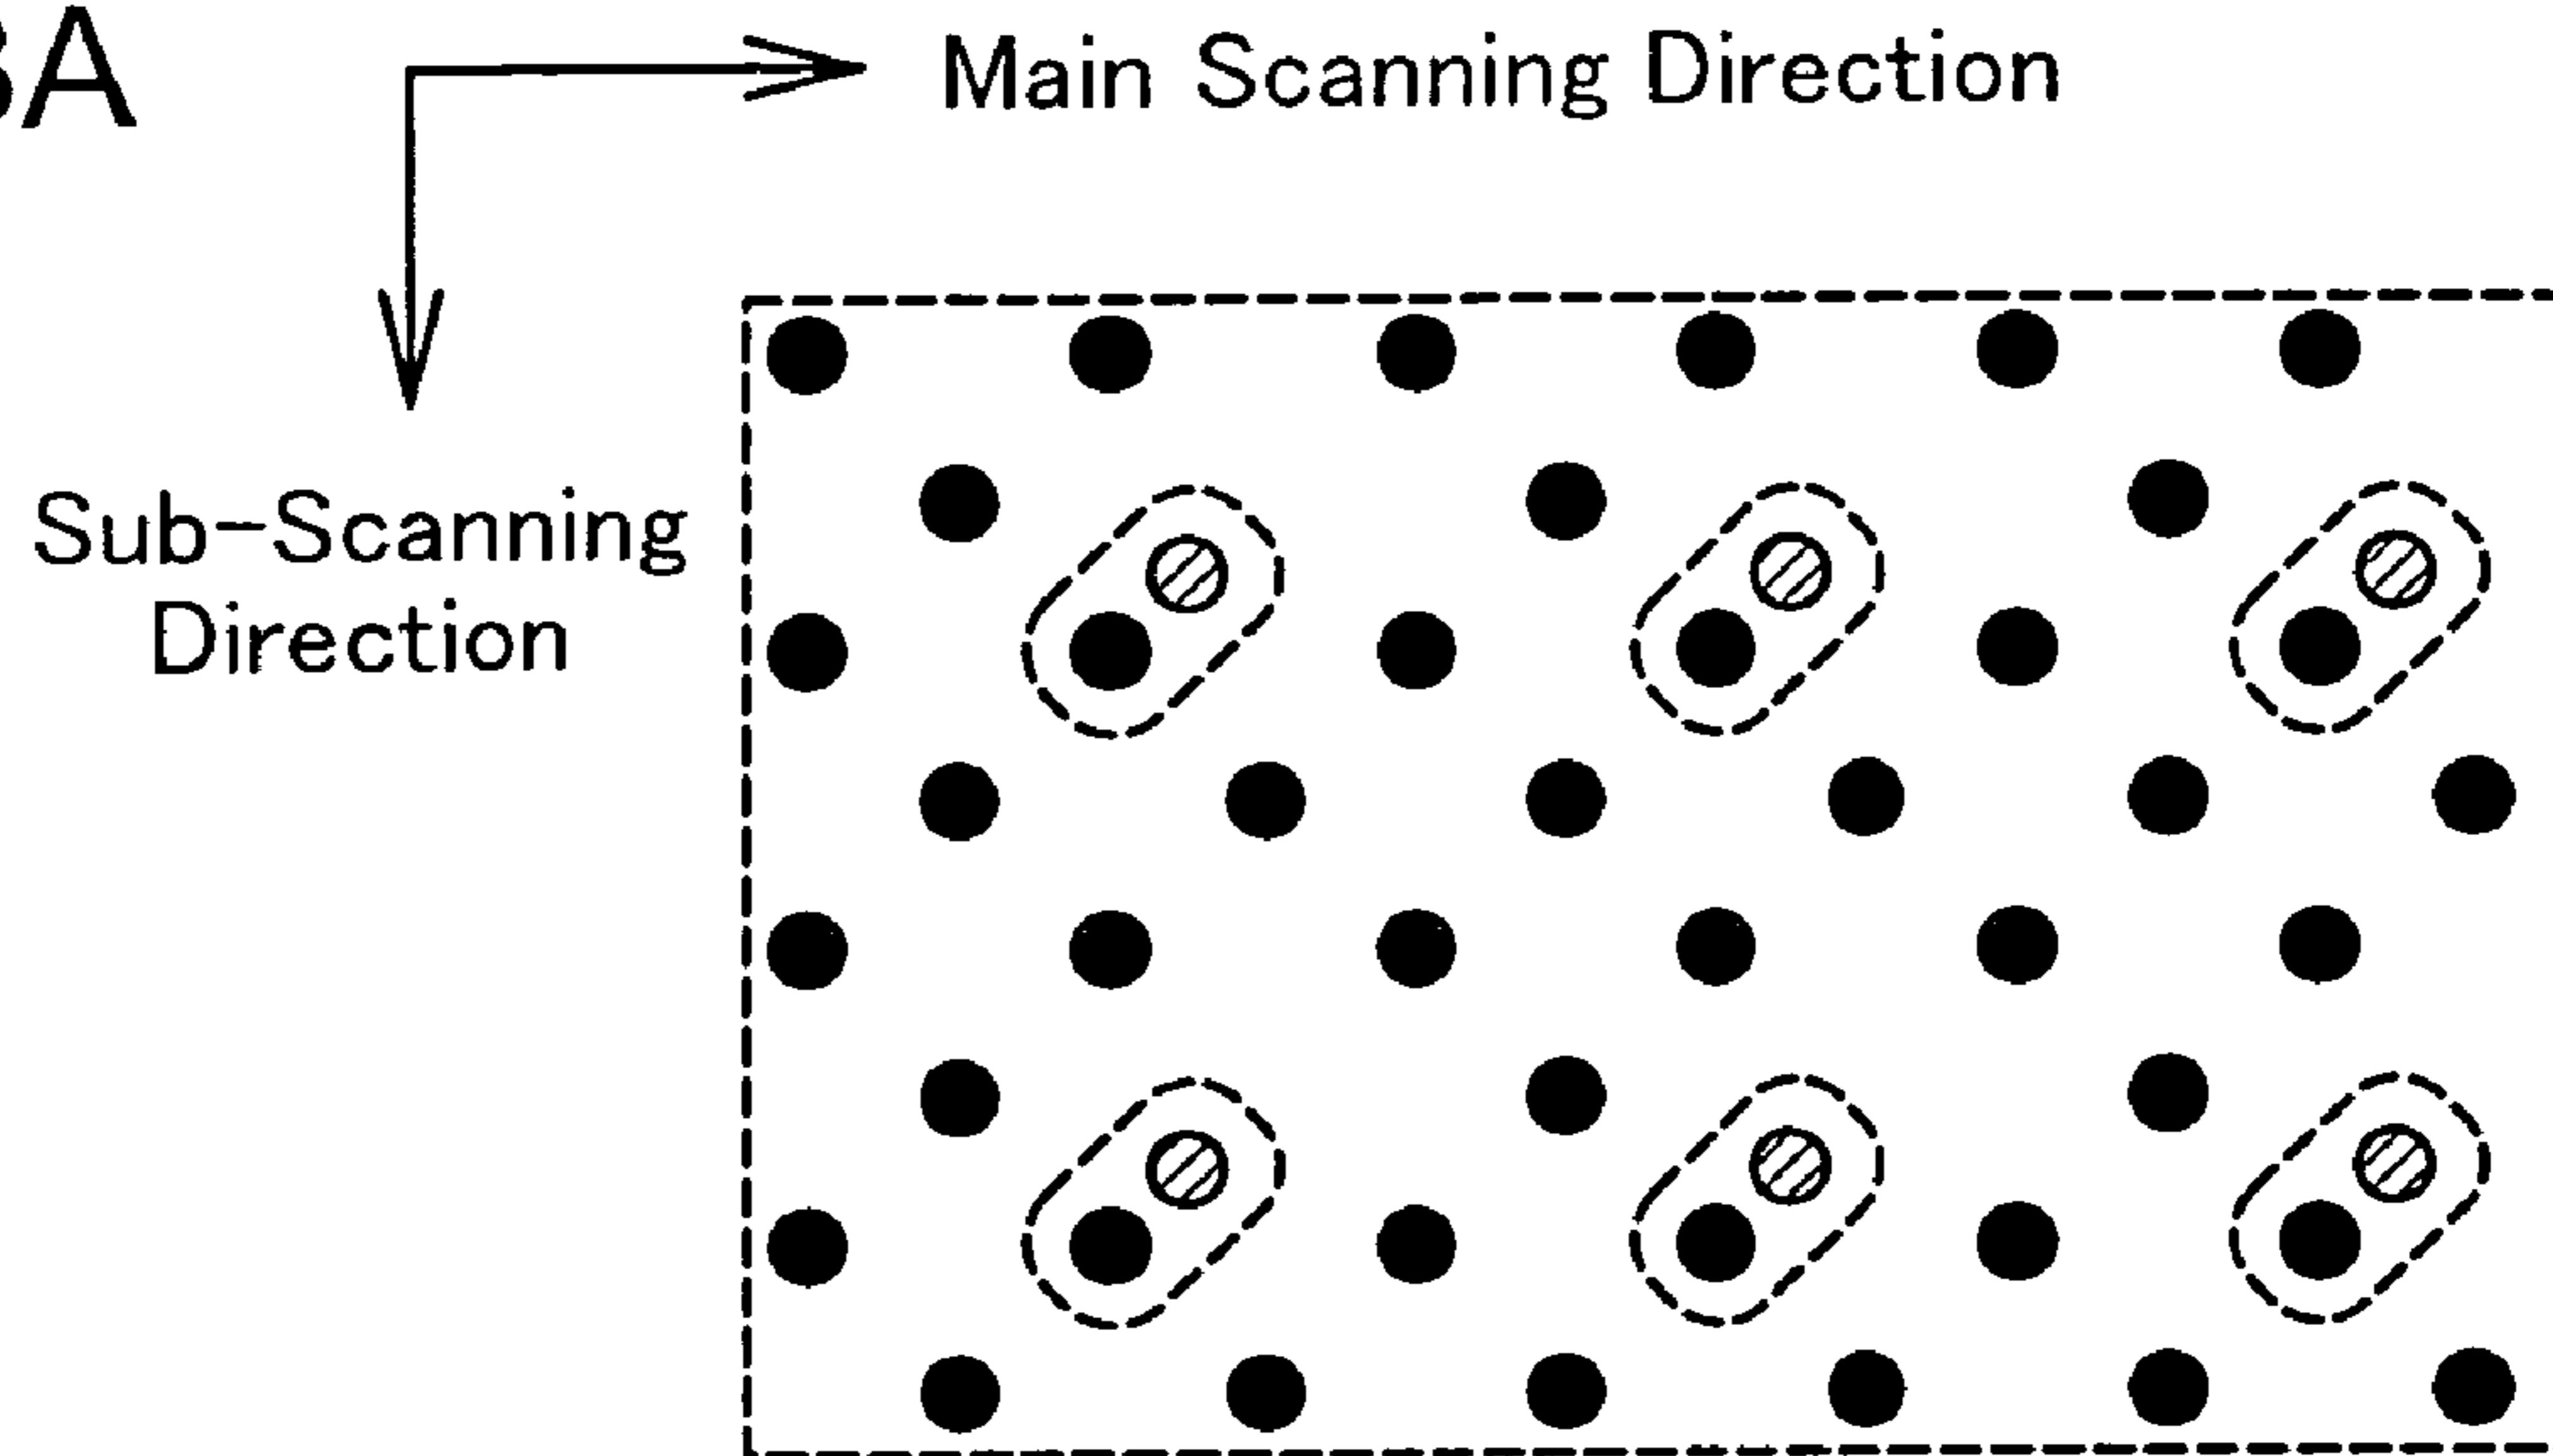 3A
Main Scanning Direction
Sub-Scanning
Direction